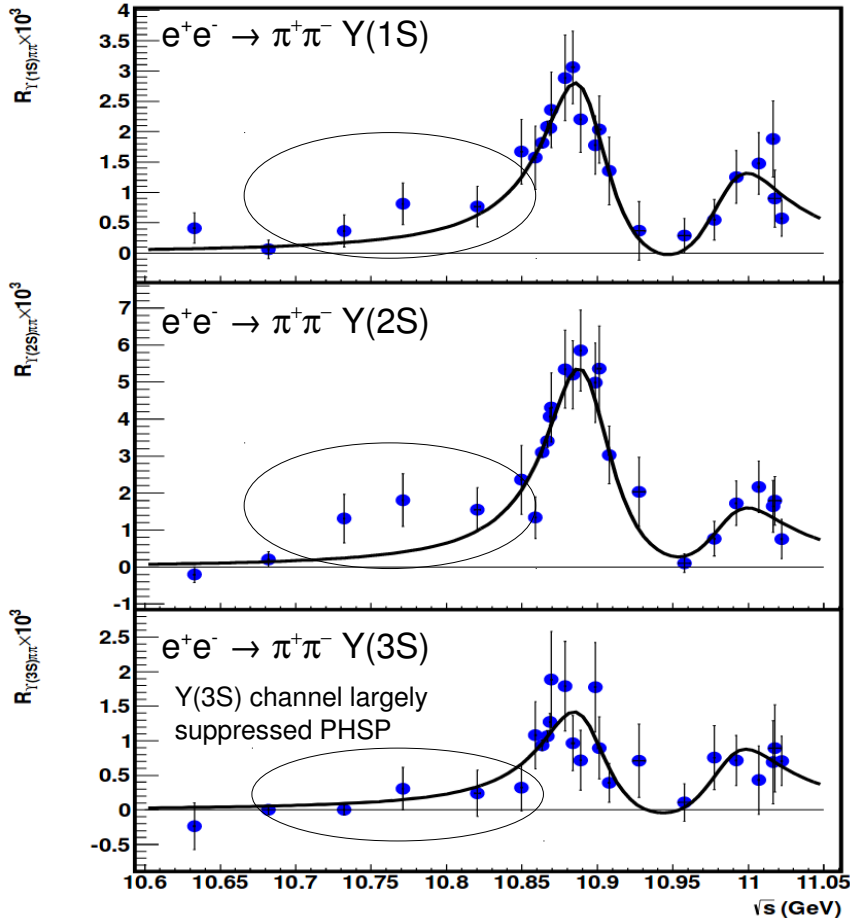 R_Υ(1S)ππ×10³
e⁺e⁻ → π⁺π⁻ Υ(1S)
4
3.5
3
2.5
2
1.5
1
0.5
0
R_Υ(2S)ππ×10³
e⁺e⁻ → π⁺π⁻ Υ(2S)
7
6
5
4
3
2
1
0
-1
R_Υ(3S)ππ×10³
e⁺e⁻ → π⁺π⁻ Υ(3S)
Υ(3S) channel largely
suppressed PHSP
2.5
2
1.5
1
0.5
0
-0.5
10.6 10.65 10.7 10.75 10.8 10.85 10.9 10.95 11 11.05
√s (GeV)